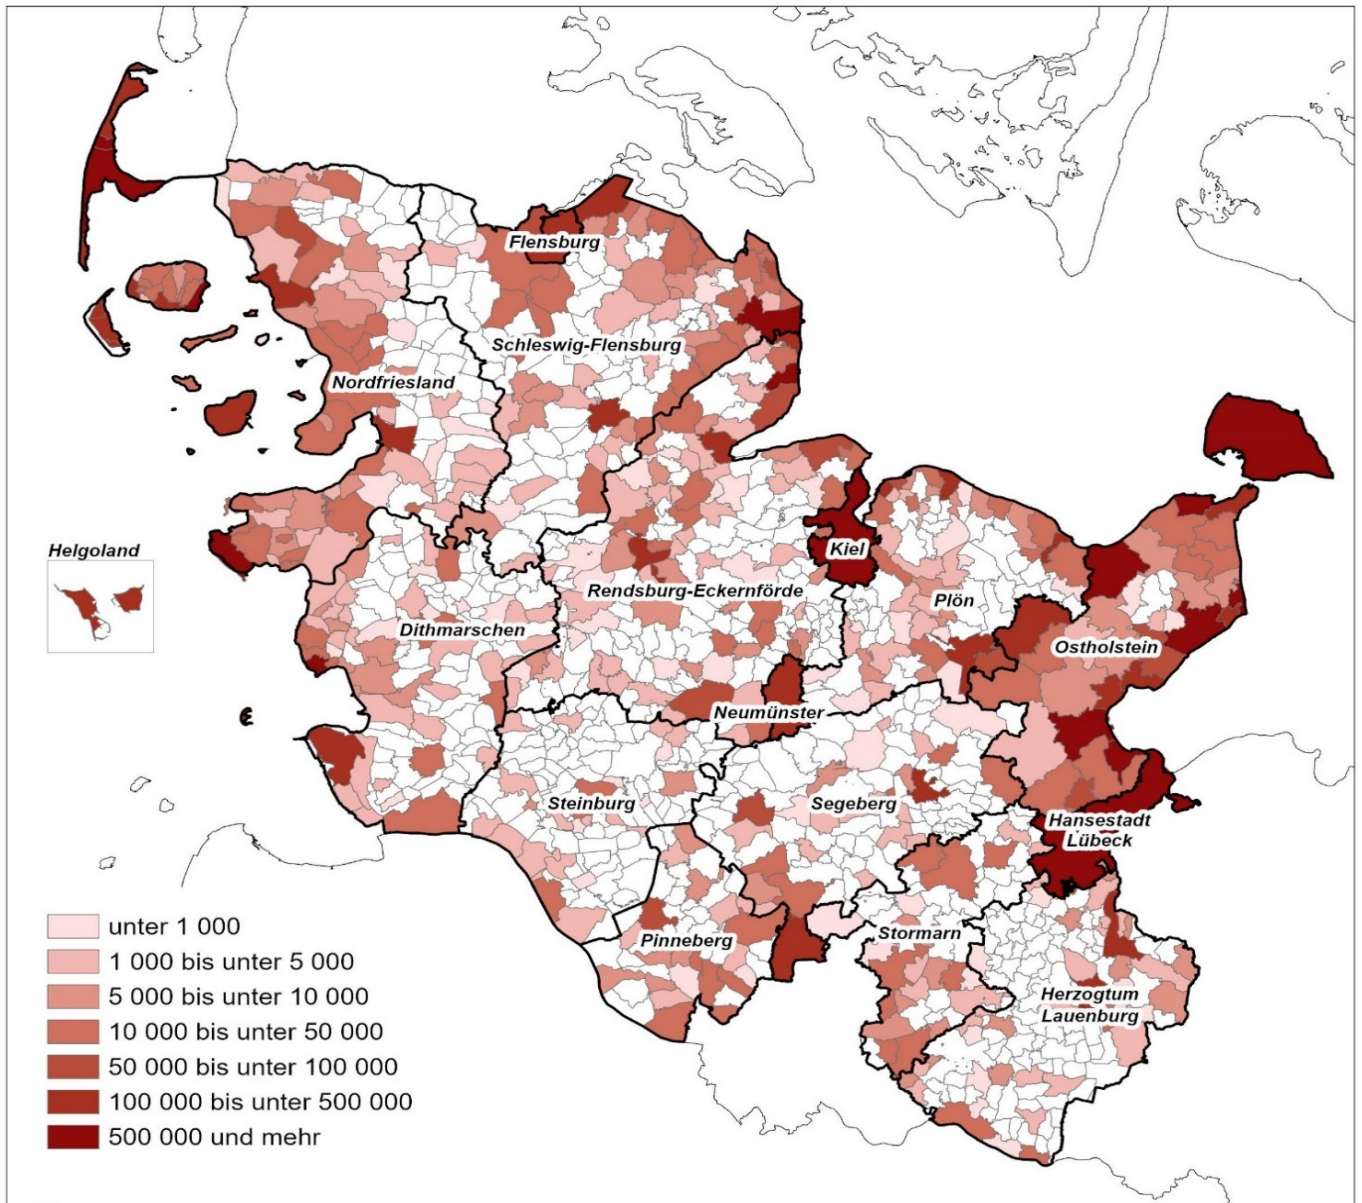 Flensburg
Schleswig-Flensburg
Nordfriesland
Helgoland
Kiel
Rendsburg-Eckernförde
Plön
Dithmarschen
Ostholstein
Neumünster
Steinburg
Segeberg
Hansestadt
Lübeck
Pinneberg
Stormarn
Herzogtum
Lauenburg
unter 1 000
1 000 bis unter 5 000
5 000 bis unter 10 000
10 000 bis unter 50 000
50 000 bis unter 100 000
100 000 bis unter 500 000
500 000 und mehr